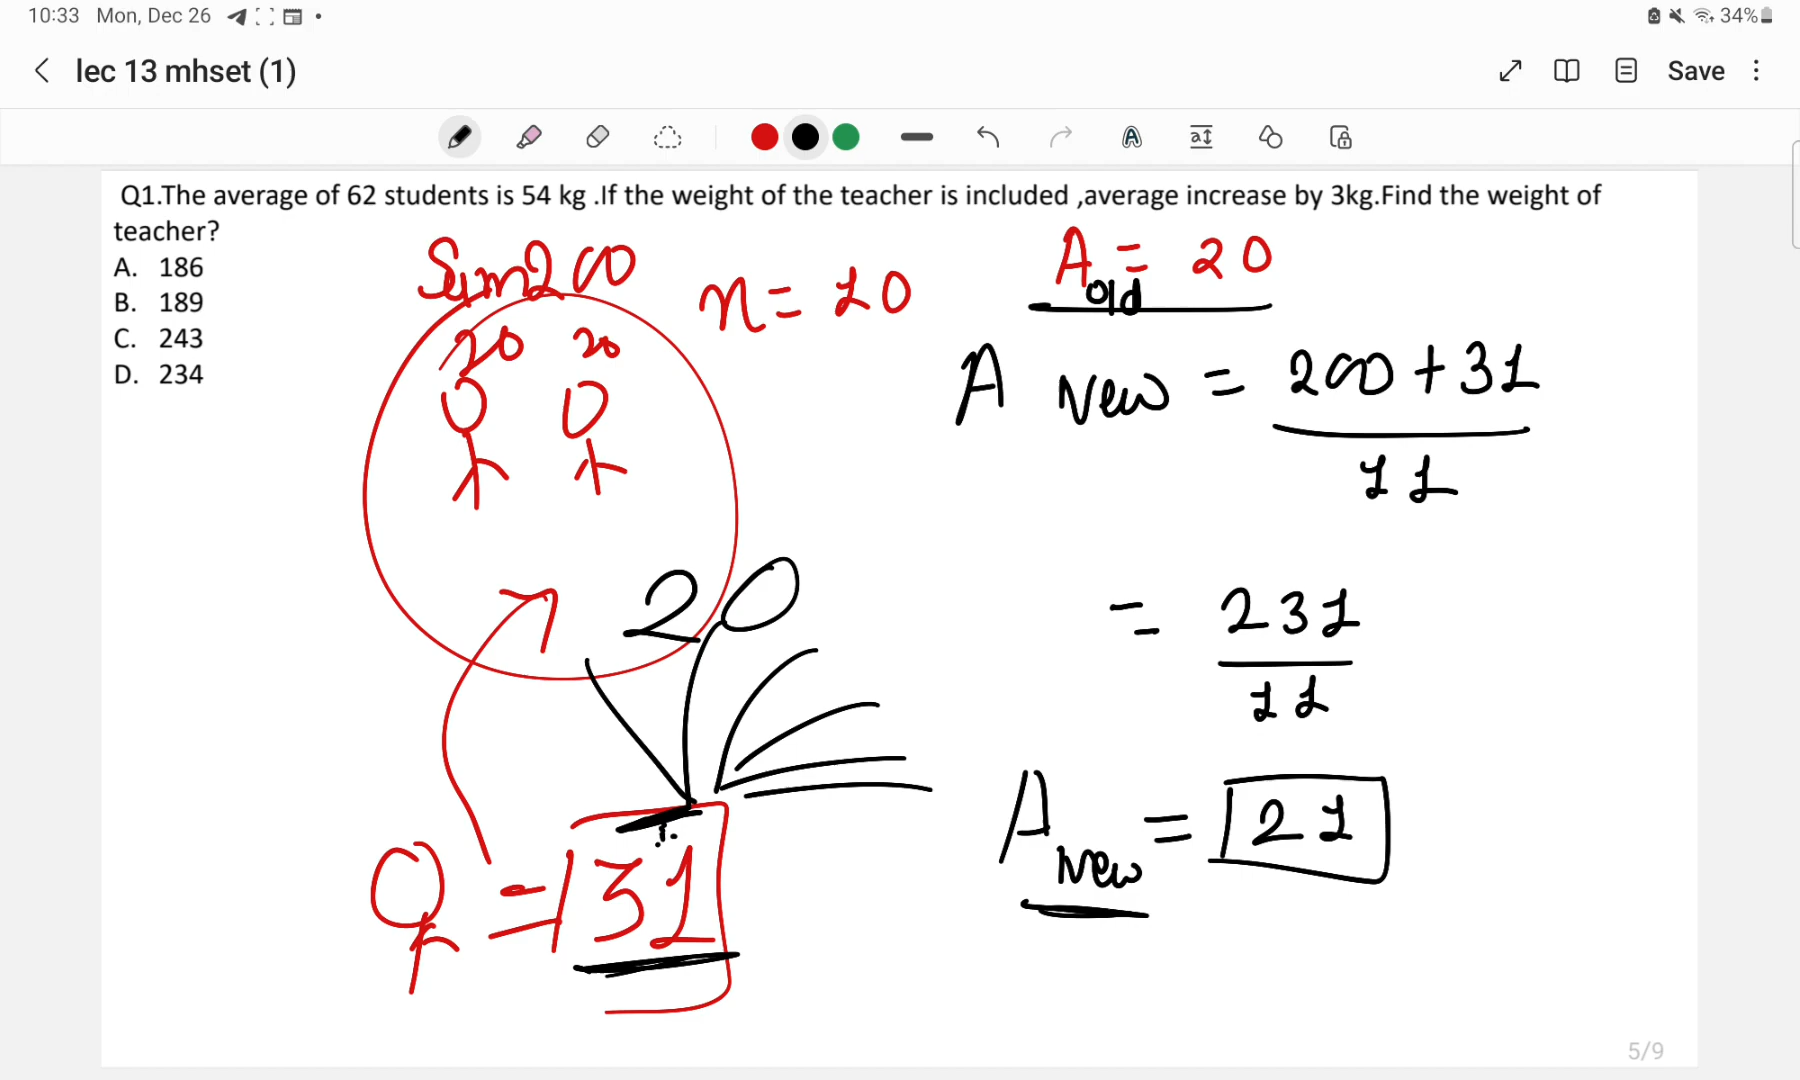 10:33 Mon, Dec 26
34%
lec 13 mhset (1)
Save
Q1.The average of 62 students is 54 kg .If the weight of the teacher is included ,average increase by 3kg.Find the weight of
teacher?
A. 186
B. 189
C. 243
D. 234
Sum 200
n = 10
A old = 20
20 20
A New = 200 + 31
11
20
= 231
11
= 31
A New = 21
5/9